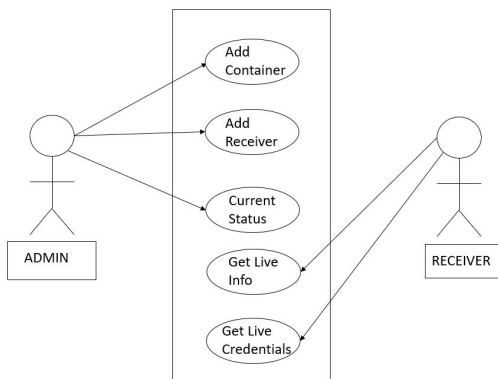 Add
Container
Add
Receiver
Current
Status
Get Live
Info
Get Live
Credentials
ADMIN
RECEIVER